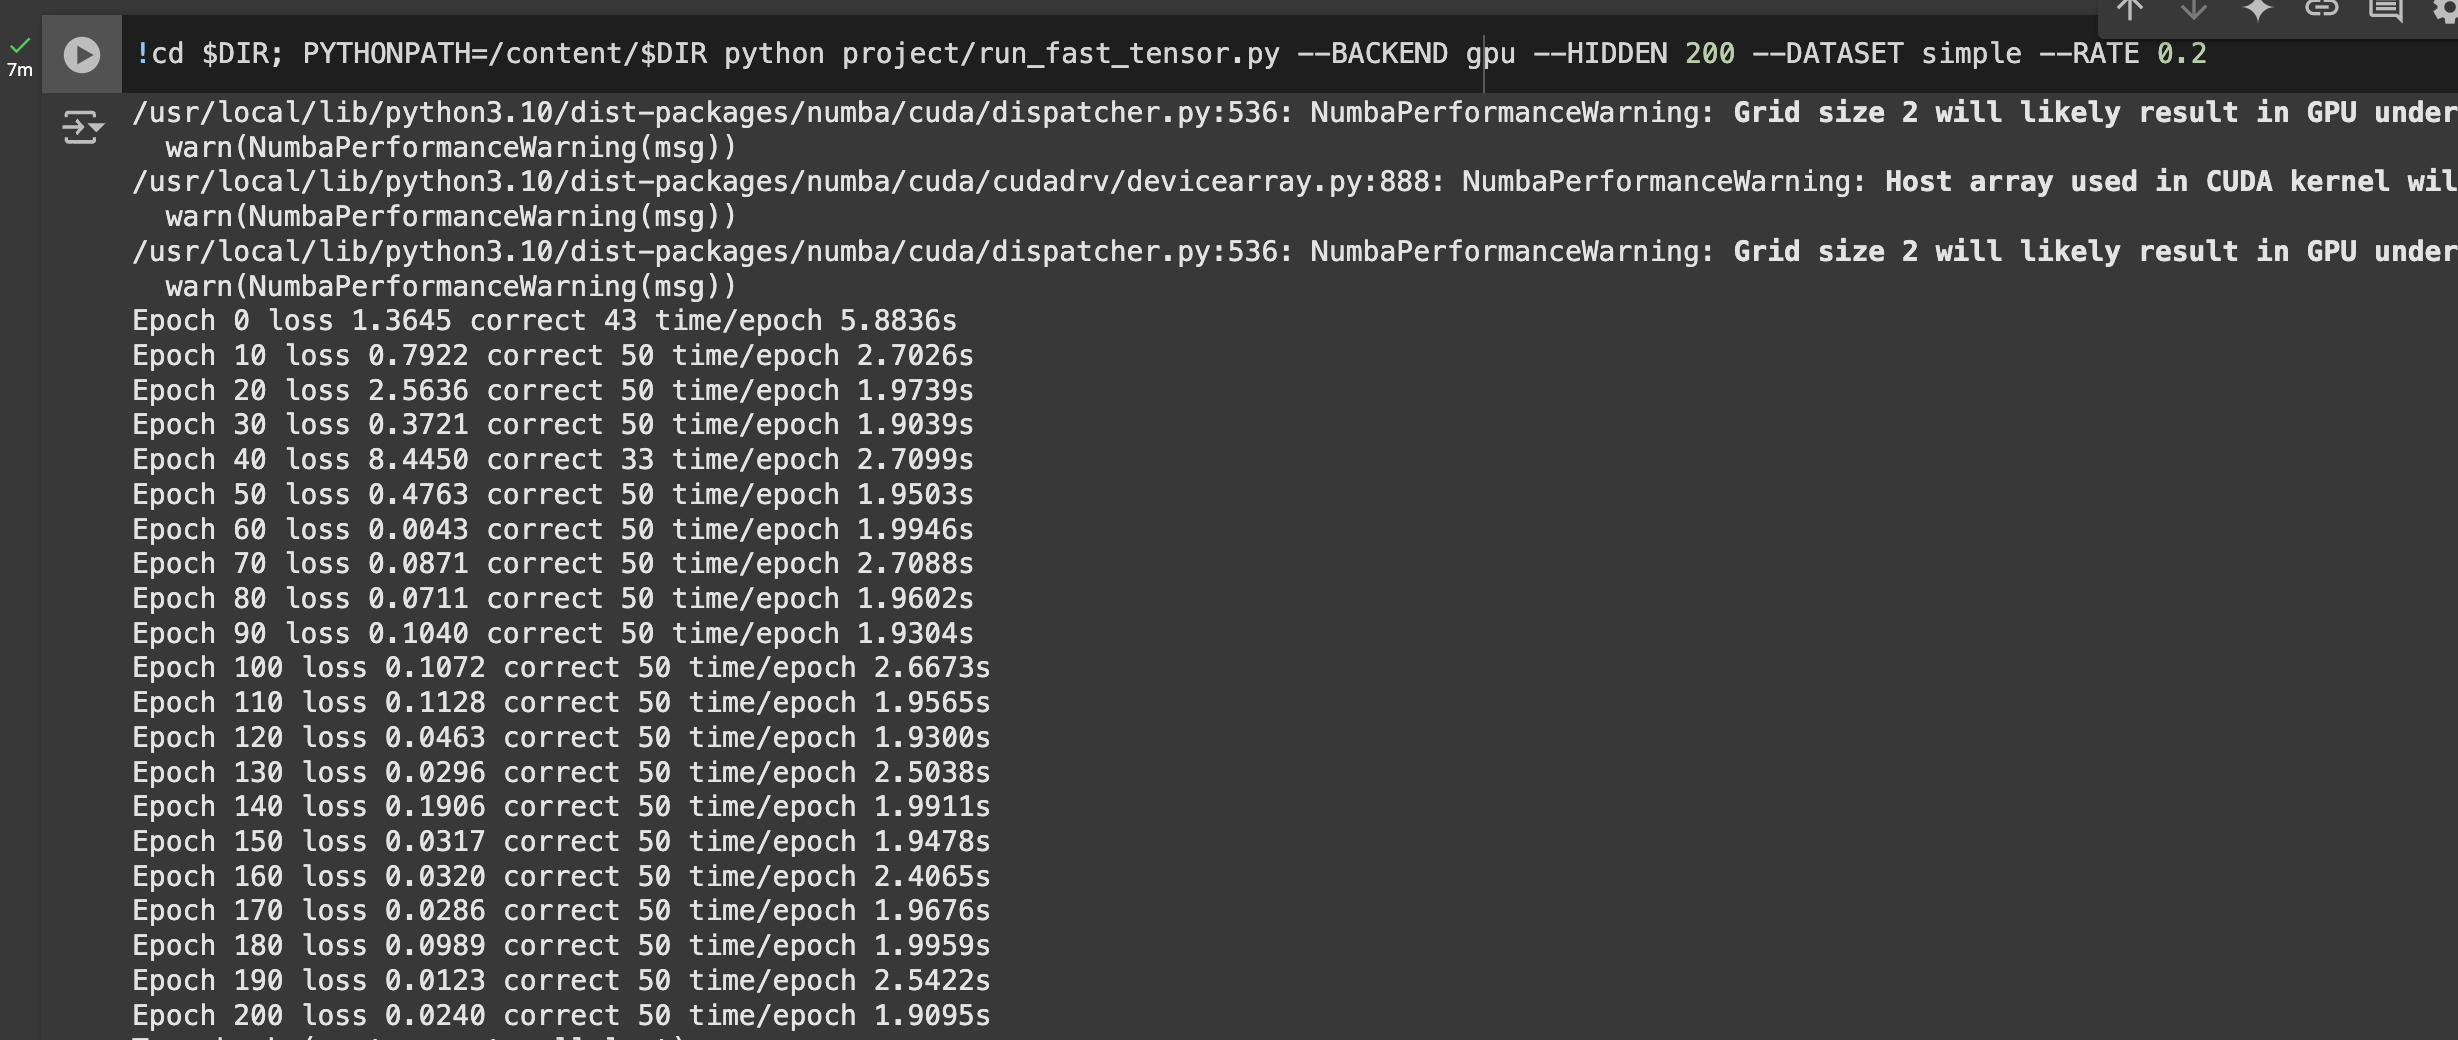 7m
!cd $DIR; PYTHONPATH=/content/$DIR python project/run_fast_tensor.py --BACKEND gpu --HIDDEN 200 --DATASET simple --RATE 0.2
/usr/local/lib/python3.10/dist-packages/numba/cuda/dispatcher.py:536: NumbaPerformanceWarning: Grid size 2 will likely result in GPU under
warn(NumbaPerformanceWarning(msg))
/usr/local/lib/python3.10/dist-packages/numba/cuda/cudadrv/devicearray.py:888: NumbaPerformanceWarning: Host array used in CUDA kernel wil
warn(NumbaPerformanceWarning(msg))
/usr/local/lib/python3.10/dist-packages/numba/cuda/dispatcher.py:536: NumbaPerformanceWarning: Grid size 2 will likely result in GPU under
warn(NumbaPerformanceWarning(msg))
Epoch 0 loss 1.3645 correct 43 time/epoch 5.8836s
Epoch 10 loss 0.7922 correct 50 time/epoch 2.7026s
Epoch 20 loss 2.5636 correct 50 time/epoch 1.9739s
Epoch 30 loss 0.3721 correct 50 time/epoch 1.9039s
Epoch 40 loss 8.4450 correct 33 time/epoch 2.7099s
Epoch 50 loss 0.4763 correct 50 time/epoch 1.9503s
Epoch 60 loss 0.0043 correct 50 time/epoch 1.9946s
Epoch 70 loss 0.0871 correct 50 time/epoch 2.7088s
Epoch 80 loss 0.0711 correct 50 time/epoch 1.9602s
Epoch 90 loss 0.1040 correct 50 time/epoch 1.9304s
Epoch 100 loss 0.1072 correct 50 time/epoch 2.6673s
Epoch 110 loss 0.1128 correct 50 time/epoch 1.9565s
Epoch 120 loss 0.0463 correct 50 time/epoch 1.9300s
Epoch 130 loss 0.0296 correct 50 time/epoch 2.5038s
Epoch 140 loss 0.1906 correct 50 time/epoch 1.9911s
Epoch 150 loss 0.0317 correct 50 time/epoch 1.9478s
Epoch 160 loss 0.0320 correct 50 time/epoch 2.4065s
Epoch 170 loss 0.0286 correct 50 time/epoch 1.9676s
Epoch 180 loss 0.0989 correct 50 time/epoch 1.9959s
Epoch 190 loss 0.0123 correct 50 time/epoch 2.5422s
Epoch 200 loss 0.0240 correct 50 time/epoch 1.9095s